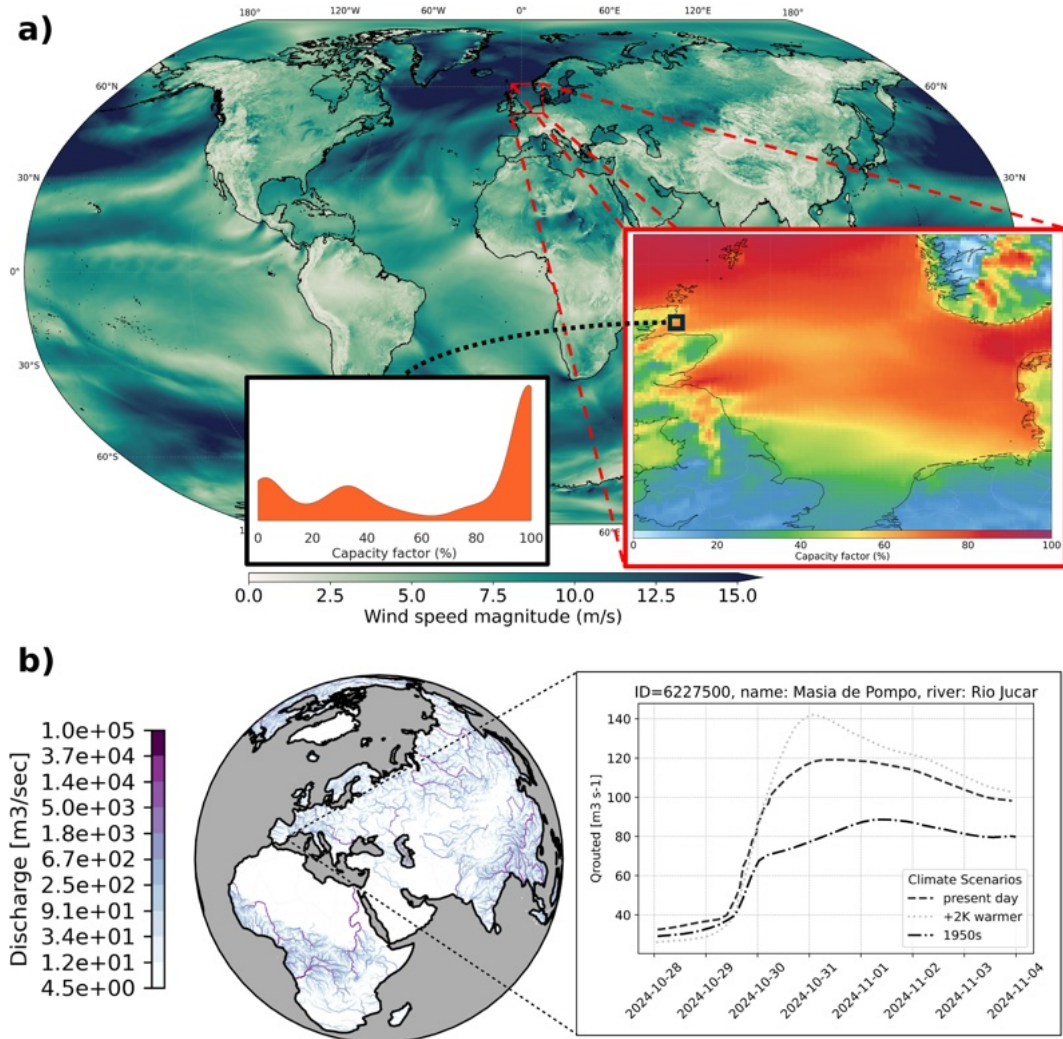 a)
180° 120°W 60°W 0° 60°E 120°E 180°
60°N 60°N
30°N 30°N
0°
30°S
60°S
60°E
0 20 40 60 80 100
Capacity factor (%)
0 20 40 60 80 100
Capacity factor (%)
0.0 2.5 5.0 7.5 10.0 12.5 15.0
Wind speed magnitude (m/s)
b)
Discharge [m3/sec]
1.0e+05
3.7e+04
1.4e+04
5.0e+03
1.8e+03
6.7e+02
2.5e+02
9.1e+01
3.4e+01
1.2e+01
4.5e+00
ID=6227500, name: Masia de Pompo, river: Rio Jucar
Qrouted [m3 s-1]
140
120
100
80
60
40
Climate Scenarios
present day
+2K warmer
1950s
2024-10-28
2024-10-29
2024-10-30
2024-10-31
2024-11-01
2024-11-02
2024-11-03
2024-11-04